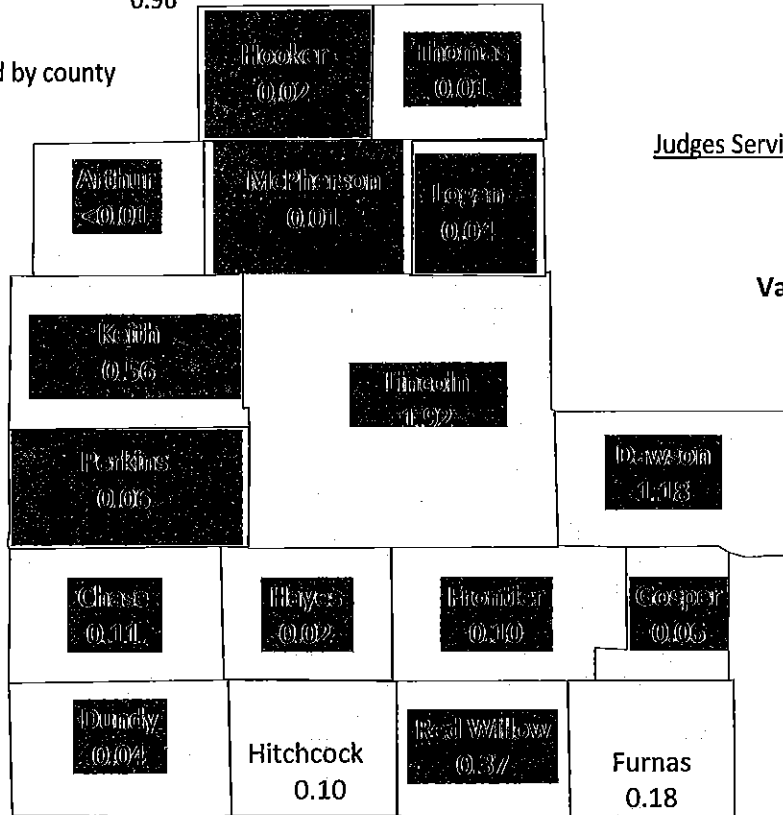 0.96
d by county
Hooker
0.02
Thomas
0.01
Judges Servi
Arthur
<0.01
McPherson
0.01
Logan
0.04
Va
Keith
0.56
Lincoln
1.92
Perkins
0.06
Dawson
1.18
Chase
0.11
Hayes
0.02
Frontier
0.10
Gosper
0.06
Dundy
0.04
Hitchcock
0.10
Red Willow
0.37
Furnas
0.18